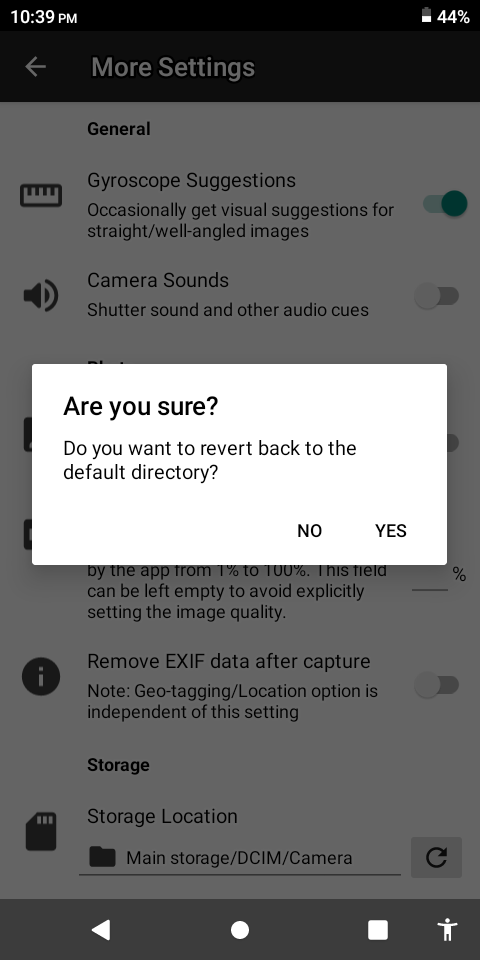 10:39 PM
44%
More Settings
General
Gyroscope Suggestions
Occasionally get visual suggestions for
straight/well-angled images
Camera Sounds
Shutter sound and other audio cues
Are you sure?
Do you want to revert back to the
default directory?
NO YES
by the app from 1% to 100%. This field
can be left empty to avoid explicitly
setting the image quality.
%
Remove EXIF data after capture
Note: Geo-tagging/Location option is
independent of this setting
Storage
Storage Location
Main storage/DCIM/Camera